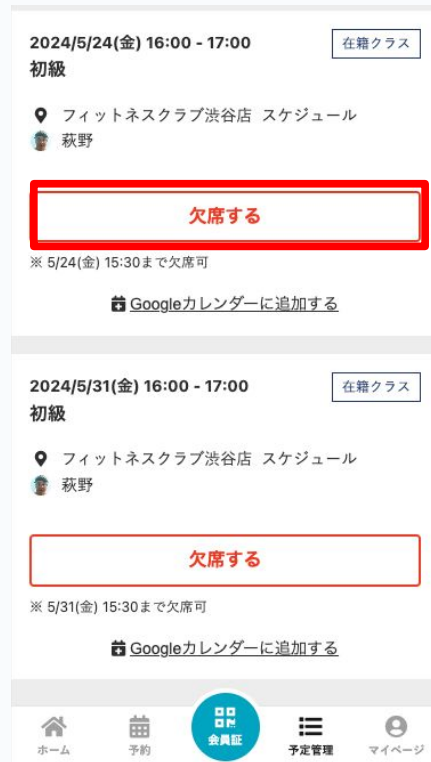 2024/5/24(金) 16:00 - 17:00
在籍クラス
初級
フィットネスクラブ渋谷店 スケジュール
萩野
欠席する
※ 5/24(金) 15:30まで欠席可
Googleカレンダーに追加する
2024/5/31(金) 16:00 - 17:00
在籍クラス
初級
フィットネスクラブ渋谷店 スケジュール
萩野
欠席する
※ 5/31(金) 15:30まで欠席可
Googleカレンダーに追加する
ホーム
予約
会員証
予定管理
マイページ